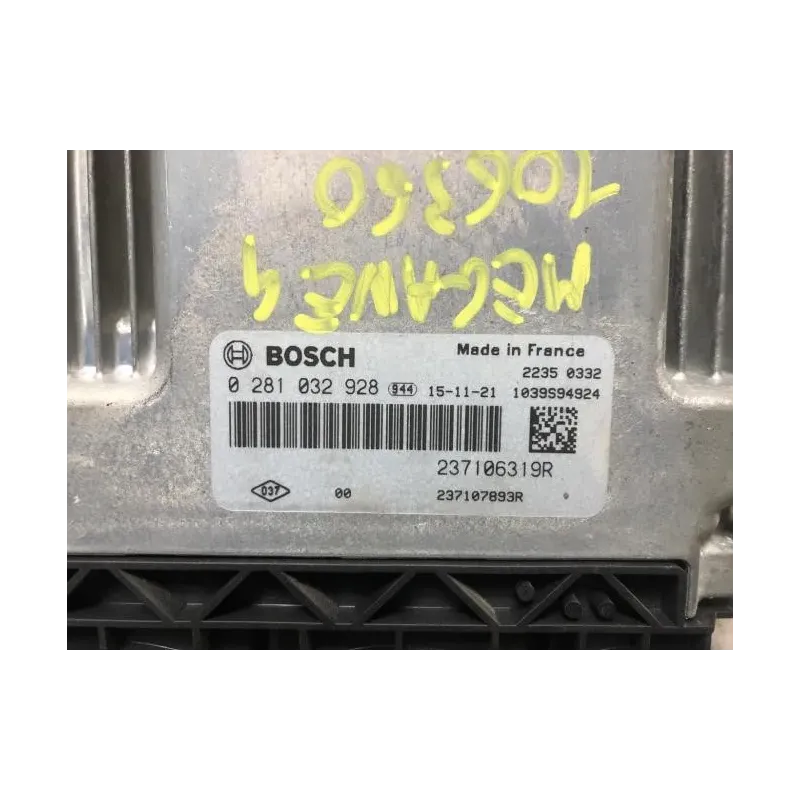 106360
MEGANE 4
BOSCH
Made in France
2235 0332
0 281 032 928 944 15-11-21 1039S94924
237106319R
037 00 237107893R